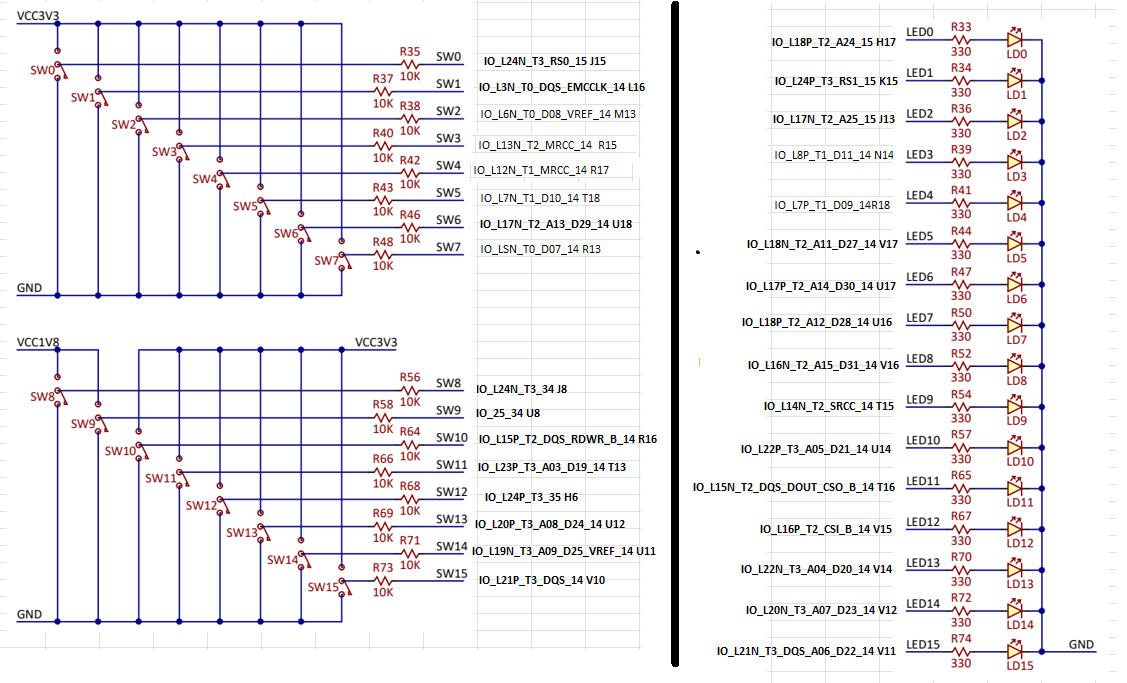 VCC3V3
SW0 R35 10K SW0 IO_L24N_T3_RS0_15 J15
SW1 R37 10K SW1 IO_L3N_T0_DQS_EMCCLK_14 L16
SW2 R38 10K SW2 IO_L6N_T0_D08_VREF_14 M13
SW3 R40 10K SW3 IO_L13N_T2_MRCC_14 R15
SW4 R42 10K SW4 IO_L12N_T1_MRCC_14 R17
SW5 R43 10K SW5 IO_L7N_T1_D10_14 T18
SW6 R46 10K SW6 IO_L17N_T2_A13_D29_14 U18
SW7 R48 10K SW7 IO_LSN_T0_D07_14 R13
GND
VCC1V8 VCC3V3
SW8 R56 10K SW8 IO_L24N_T3_34 J8
SW9 R58 10K SW9 IO_25_34 U8
SW10 R64 10K SW10 IO_L15P_T2_DQS_RDWR_B_14 R16
SW11 R66 10K SW11 IO_L23P_T3_A03_D19_14 T13
SW12 R68 10K SW12 IO_L24P_T3_35 H6
SW13 R69 10K SW13 IO_L20P_T3_A08_D24_14 U12
SW14 R71 10K SW14 IO_L19N_T3_A09_D25_VREF_14 U11
SW15 R73 10K SW15 IO_L21P_T3_DQS_14 V10
GND
IO_L18P_T2_A24_15 H17 LED0 R33 330 LD0
IO_L24P_T3_RS1_15 K15 LED1 R34 330 LD1
IO_L17N_T2_A25_15 J13 LED2 R36 330 LD2
IO_L8P_T1_D11_14 N14 LED3 R39 330 LD3
IO_L7P_T1_D09_14R18 LED4 R41 330 LD4
IO_L18N_T2_A11_D27_14 V17 LED5 R44 330 LD5
IO_L17P_T2_A14_D30_14 U17 LED6 R47 330 LD6
IO_L18P_T2_A12_D28_14 U16 LED7 R50 330 LD7
IO_L16N_T2_A15_D31_14 V16 LED8 R52 330 LD8
IO_L14N_T2_SRCC_14 T15 LED9 R54 330 LD9
IO_L22P_T3_A05_D21_14 U14 LED10 R57 330 LD10
IO_L15N_T2_DQS_DOUT_CSO_B_14 T16 LED11 R65 330 LD11
IO_L16P_T2_CSI_B_14 V15 LED12 R67 330 LD12
IO_L22N_T3_A04_D20_14 V14 LED13 R70 330 LD13
IO_L20N_T3_A07_D23_14 V12 LED14 R72 330 LD14
IO_L21N_T3_DQS_A06_D22_14 V11 LED15 R74 330 LD15
GND